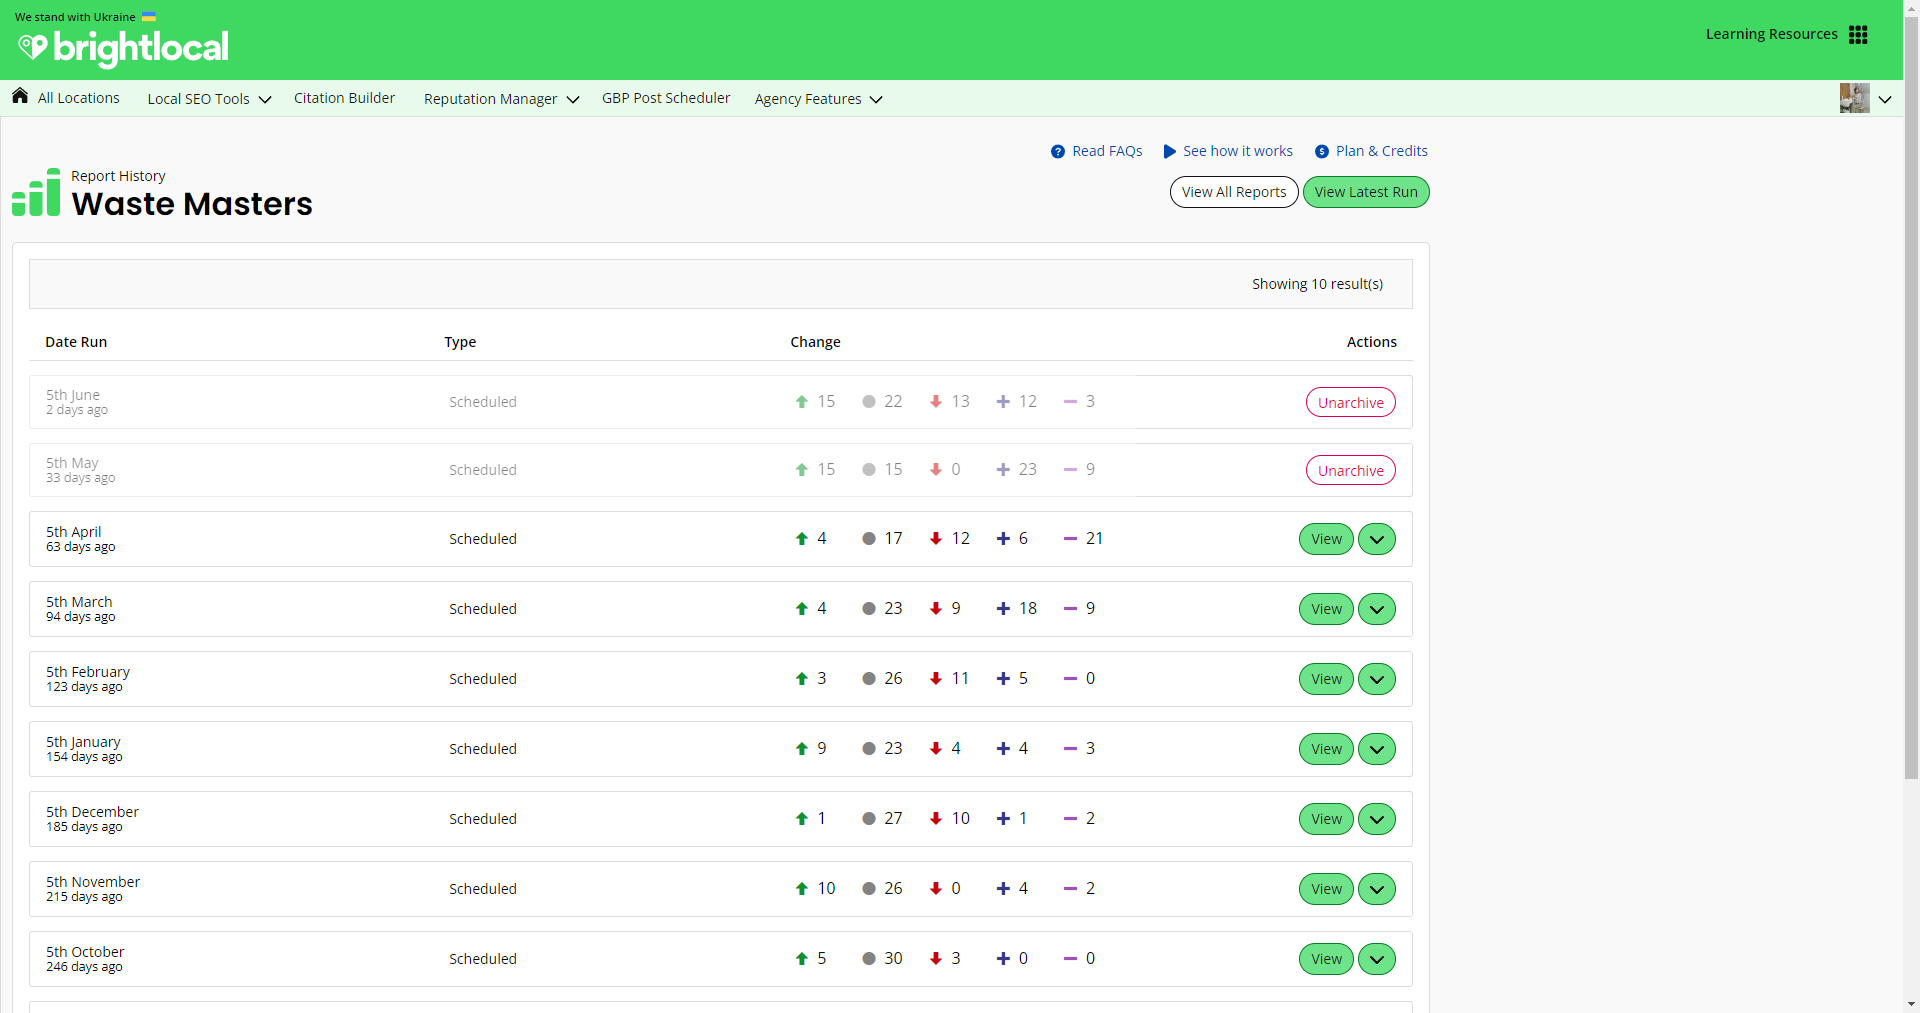 We stand with Ukraine
brightlocal
Learning Resources
All Locations
Local SEO Tools
Citation Builder
Reputation Manager
GBP Post Scheduler
Agency Features
Read FAQs
See how it works
Plan & Credits
Report History
Waste Masters
View All Reports
View Latest Run
Showing 10 result(s)
Date Run Type Change Actions
5th June
2 days ago
Scheduled 15 22 13 12 3 Unarchive
5th May
33 days ago
Scheduled 15 15 0 23 9 Unarchive
5th April
63 days ago
Scheduled 4 17 12 6 21 View
5th March
94 days ago
Scheduled 4 23 9 18 9 View
5th February
123 days ago
Scheduled 3 26 11 5 0 View
5th January
154 days ago
Scheduled 9 23 4 4 3 View
5th December
185 days ago
Scheduled 1 27 10 1 2 View
5th November
215 days ago
Scheduled 10 26 0 4 2 View
5th October
246 days ago
Scheduled 5 30 3 0 0 View